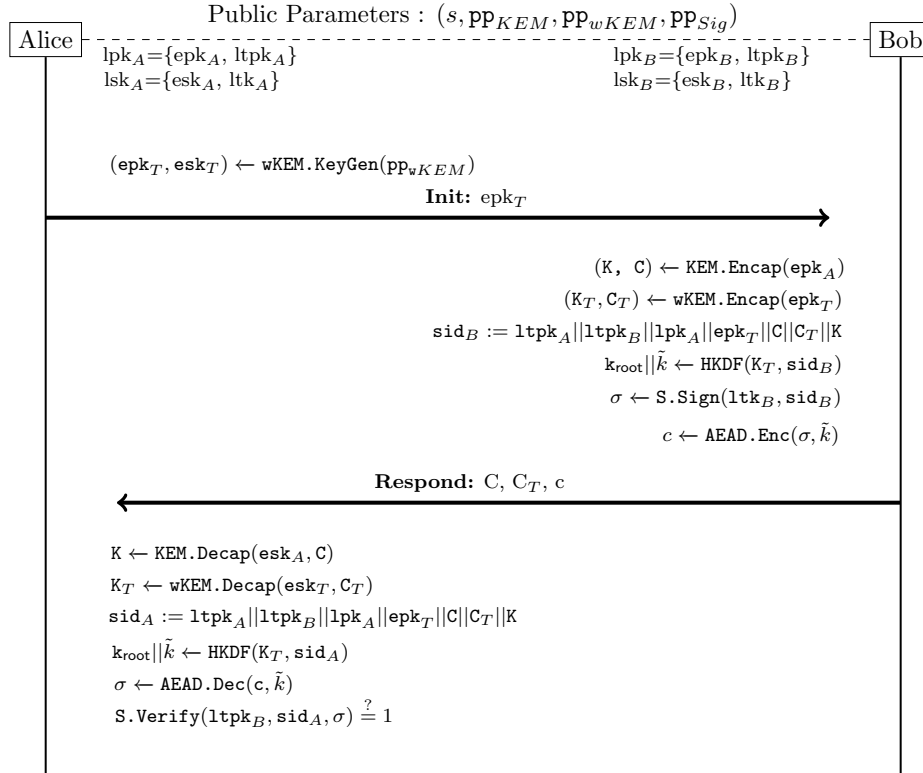 Public Parameters : (s, pp_KEM, pp_wKEM, pp_Sig)
Alice
Bob
lpk_A={epk_A, ltpk_A}
lsk_A={esk_A, ltk_A}
lpk_B={epk_B, ltpk_B}
lsk_B={esk_B, ltk_B}
(epk_T, esk_T) ← wKEM.KeyGen(pp_wKEM)
Init: epk_T
(K, C) ← KEM.Encap(epk_A)
(K_T, C_T) ← wKEM.Encap(epk_T)
sid_B := ltpk_A||ltpk_B||lpk_A||epk_T||C||C_T||K
k_root||k̃ ← HKDF(K_T, sid_B)
σ ← S.Sign(ltk_B, sid_B)
c ← AEAD.Enc(σ, k̃)
Respond: C, C_T, c
K ← KEM.Decap(esk_A, C)
K_T ← wKEM.Decap(esk_T, C_T)
sid_A := ltpk_A||ltpk_B||lpk_A||epk_T||C||C_T||K
k_root||k̃ ← HKDF(K_T, sid_A)
σ ← AEAD.Dec(c, k̃)
S.Verify(ltpk_B, sid_A, σ) ≟ 1